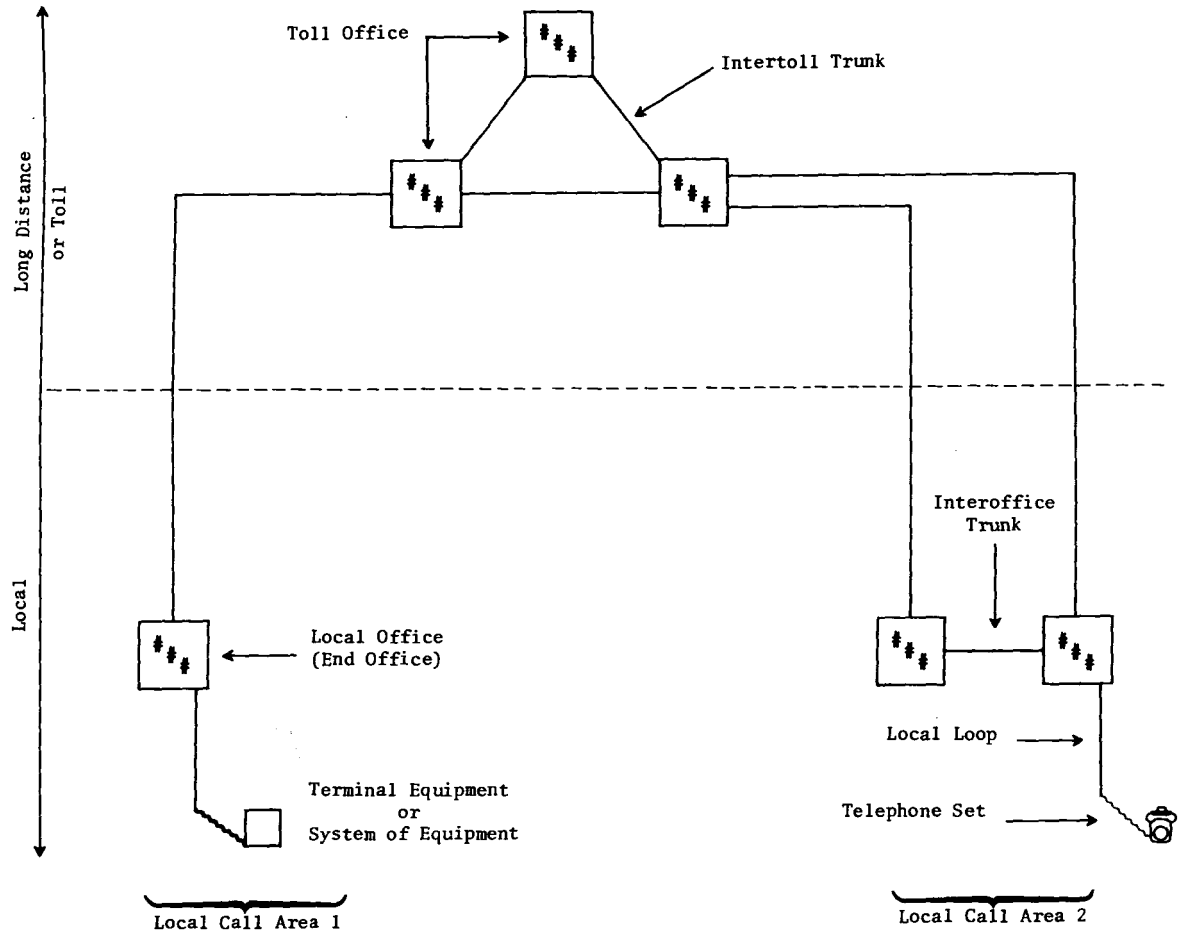 Toll Office
Intertoll Trunk
Long Distance
or Toll
Interoffice
Trunk
Local
Local Office
(End Office)
Local Loop
Terminal Equipment
or
System of Equipment
Telephone Set
Local Call Area 1
Local Call Area 2